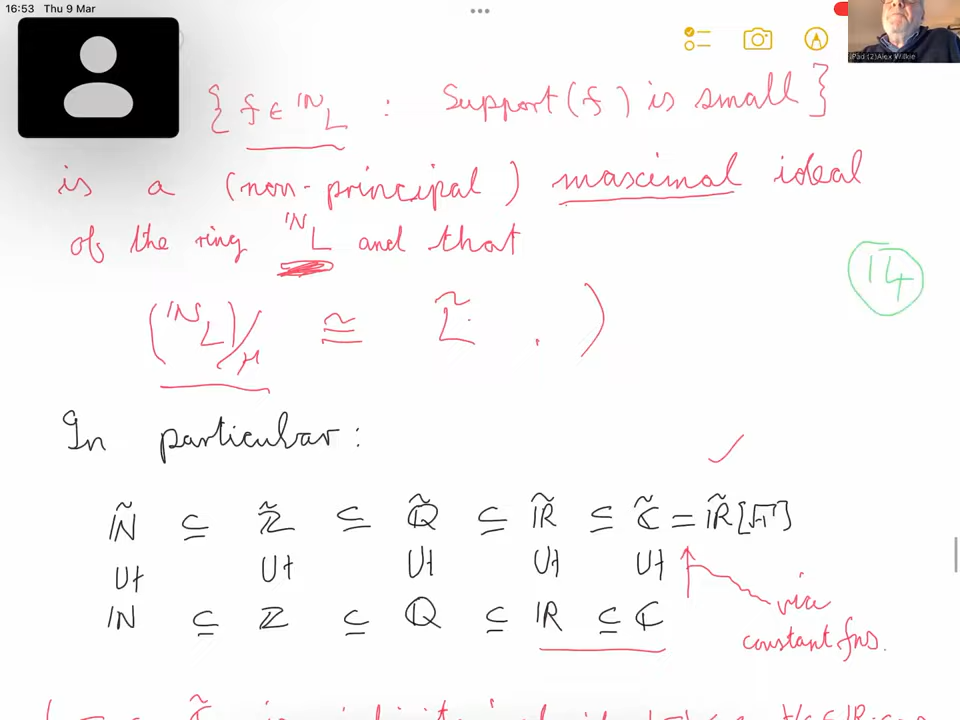 16:53 Thu 9 Mar
iPad (2)Alex Wilkie
{ f ∈ ᴺL : Support(f) is small }
is a (non-principal) maximal ideal
of the ring ᴺL and that
(ᴺL)/μ ≅ L̃ . )
14
In particular:
Ñ ⊆ Z̃ ⊆ Q̃ ⊆ R̃ ⊆ C̃ = R̃[√-1]
U+ U+ U+ U+ U+
ℕ ⊆ ℤ ⊆ ℚ ⊆ ℝ ⊆ ℂ
via
constant fns.